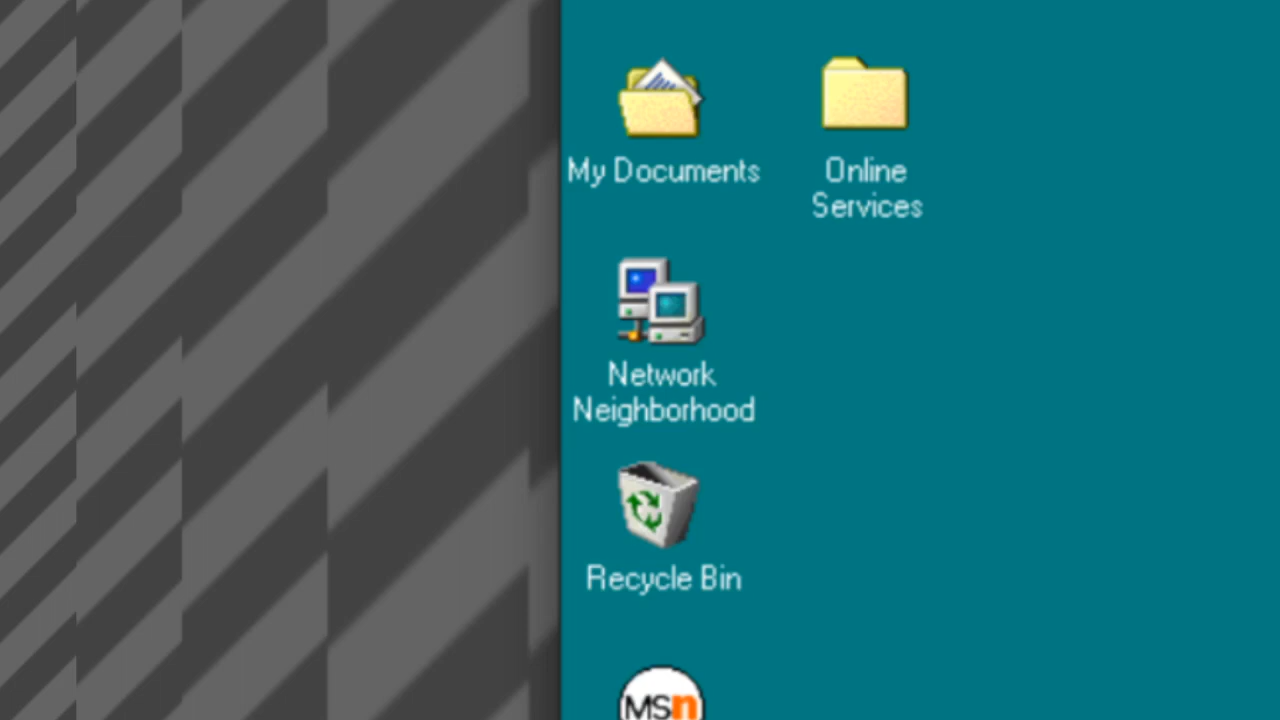 My Documents
Online
Services
Network
Neighborhood
Recycle Bin
MSn